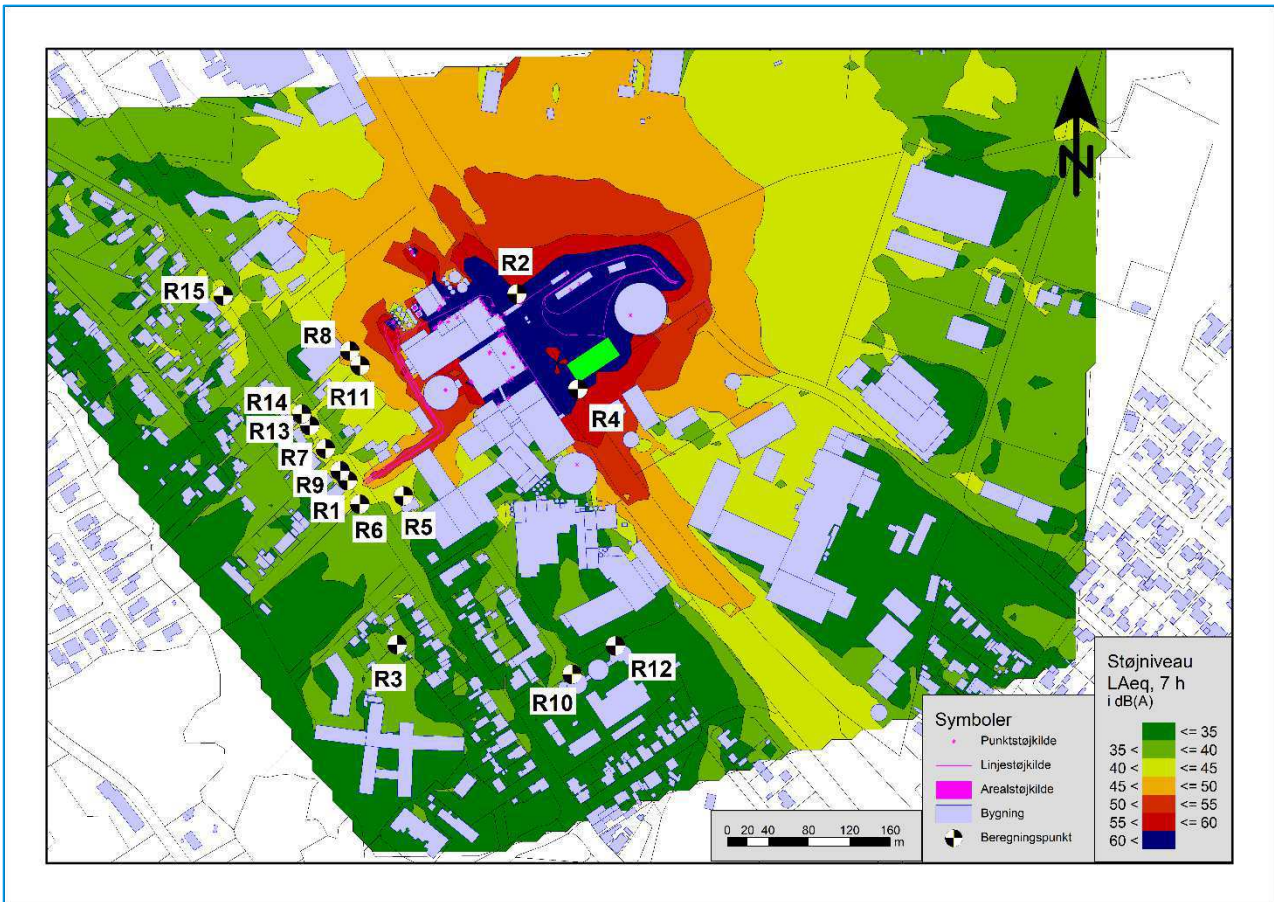 N
R2
R15
R8
R11
R14
R13
R4
R7
R9
R1
R6
R5
R3
R12
R10
Støjniveau
LAeq, 7 h
i dB(A)
<= 35
35 < <= 40
40 < <= 45
45 < <= 50
50 < <= 55
55 < <= 60
60 <
Symboler
Punktstøjkilde
Linjestøjkilde
Arealstøjkilde
Bygning
Beregningspunkt
0 20 40 80 120 160
m